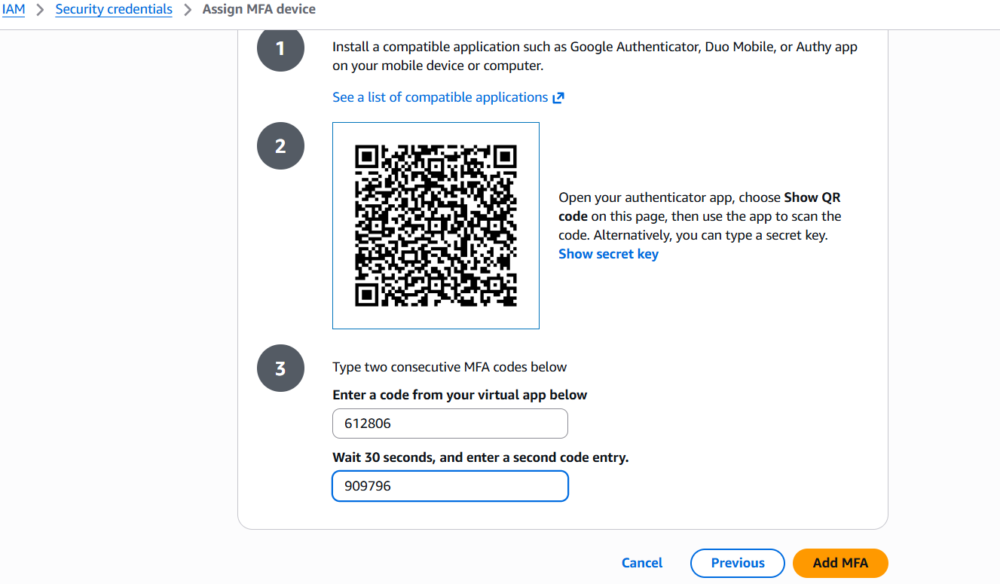 IAM > Security credentials > Assign MFA device
1
Install a compatible application such as Google Authenticator, Duo Mobile, or Authy app
on your mobile device or computer.
See a list of compatible applications
2
Open your authenticator app, choose Show QR
code on this page, then use the app to scan the
code. Alternatively, you can type a secret key.
Show secret key
3
Type two consecutive MFA codes below
Enter a code from your virtual app below
612806
Wait 30 seconds, and enter a second code entry.
909796
Cancel
Previous
Add MFA